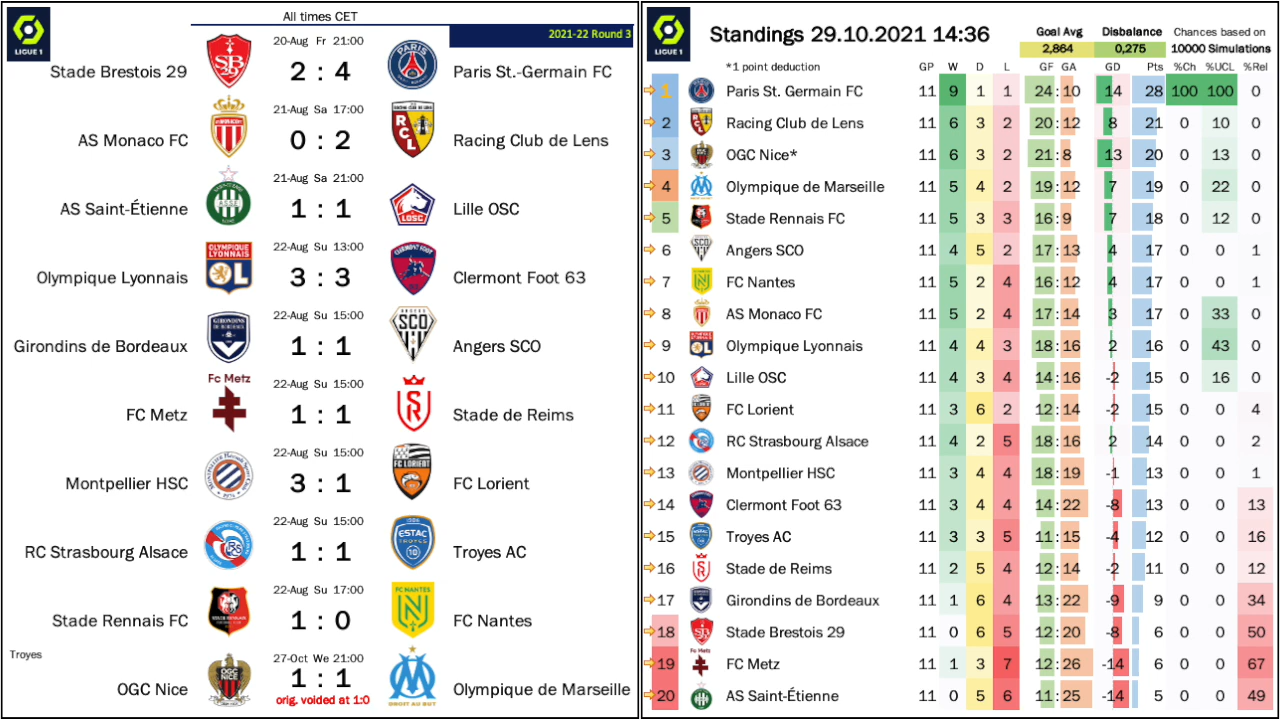 LIGUE 1
All times CET
2021-22 Round 3
20-Aug Fr 21:00
Stade Brestois 29 2 : 4 Paris St.-Germain FC
21-Aug Sa 17:00
AS Monaco FC 0 : 2 Racing Club de Lens
21-Aug Sa 21:00
AS Saint-Étienne 1 : 1 Lille OSC
22-Aug Su 13:00
Olympique Lyonnais 3 : 3 Clermont Foot 63
22-Aug Su 15:00
Girondins de Bordeaux 1 : 1 Angers SCO
22-Aug Su 15:00
FC Metz 1 : 1 Stade de Reims
22-Aug Su 15:00
Montpellier HSC 3 : 1 FC Lorient
22-Aug Su 15:00
RC Strasbourg Alsace 1 : 1 Troyes AC
22-Aug Su 17:00
Stade Rennais FC 1 : 0 FC Nantes
Troyes
27-Oct We 21:00
OGC Nice 1 : 1 Olympique de Marseille
orig. voided at 1:0
LIGUE 1
Standings 29.10.2021 14:36
Goal Avg Disbalance Chances based on
2,864 0,275 10000 Simulations
*1 point deduction GP W D L GF GA GD Pts %Ch %UCL %Rel
1 Paris St. Germain FC 11 9 1 1 24 : 10 14 28 100 100 0
2 Racing Club de Lens 11 6 3 2 20 : 12 8 21 0 10 0
3 OGC Nice* 11 6 3 2 21 : 8 13 20 0 13 0
4 Olympique de Marseille 11 5 4 2 19 : 12 7 19 0 22 0
5 Stade Rennais FC 11 5 3 3 16 : 9 7 18 0 12 0
6 Angers SCO 11 4 5 2 17 : 13 4 17 0 0 1
7 FC Nantes 11 5 2 4 16 : 12 4 17 0 0 1
8 AS Monaco FC 11 5 2 4 17 : 14 3 17 0 33 0
9 Olympique Lyonnais 11 4 4 3 18 : 16 2 16 0 43 0
10 Lille OSC 11 4 3 4 14 : 16 -2 15 0 16 0
11 FC Lorient 11 3 6 2 12 : 14 -2 15 0 0 4
12 RC Strasbourg Alsace 11 4 2 5 18 : 16 2 14 0 0 2
13 Montpellier HSC 11 3 4 4 18 : 19 -1 13 0 0 1
14 Clermont Foot 63 11 3 4 4 14 : 22 -8 13 0 0 13
15 Troyes AC 11 3 3 5 11 : 15 -4 12 0 0 16
16 Stade de Reims 11 2 5 4 12 : 14 -2 11 0 0 12
17 Girondins de Bordeaux 11 1 6 4 13 : 22 -9 9 0 0 34
18 Stade Brestois 29 11 0 6 5 12 : 20 -8 6 0 0 50
19 FC Metz 11 1 3 7 12 : 26 -14 6 0 0 67
20 AS Saint-Étienne 11 0 5 6 11 : 25 -14 5 0 0 49